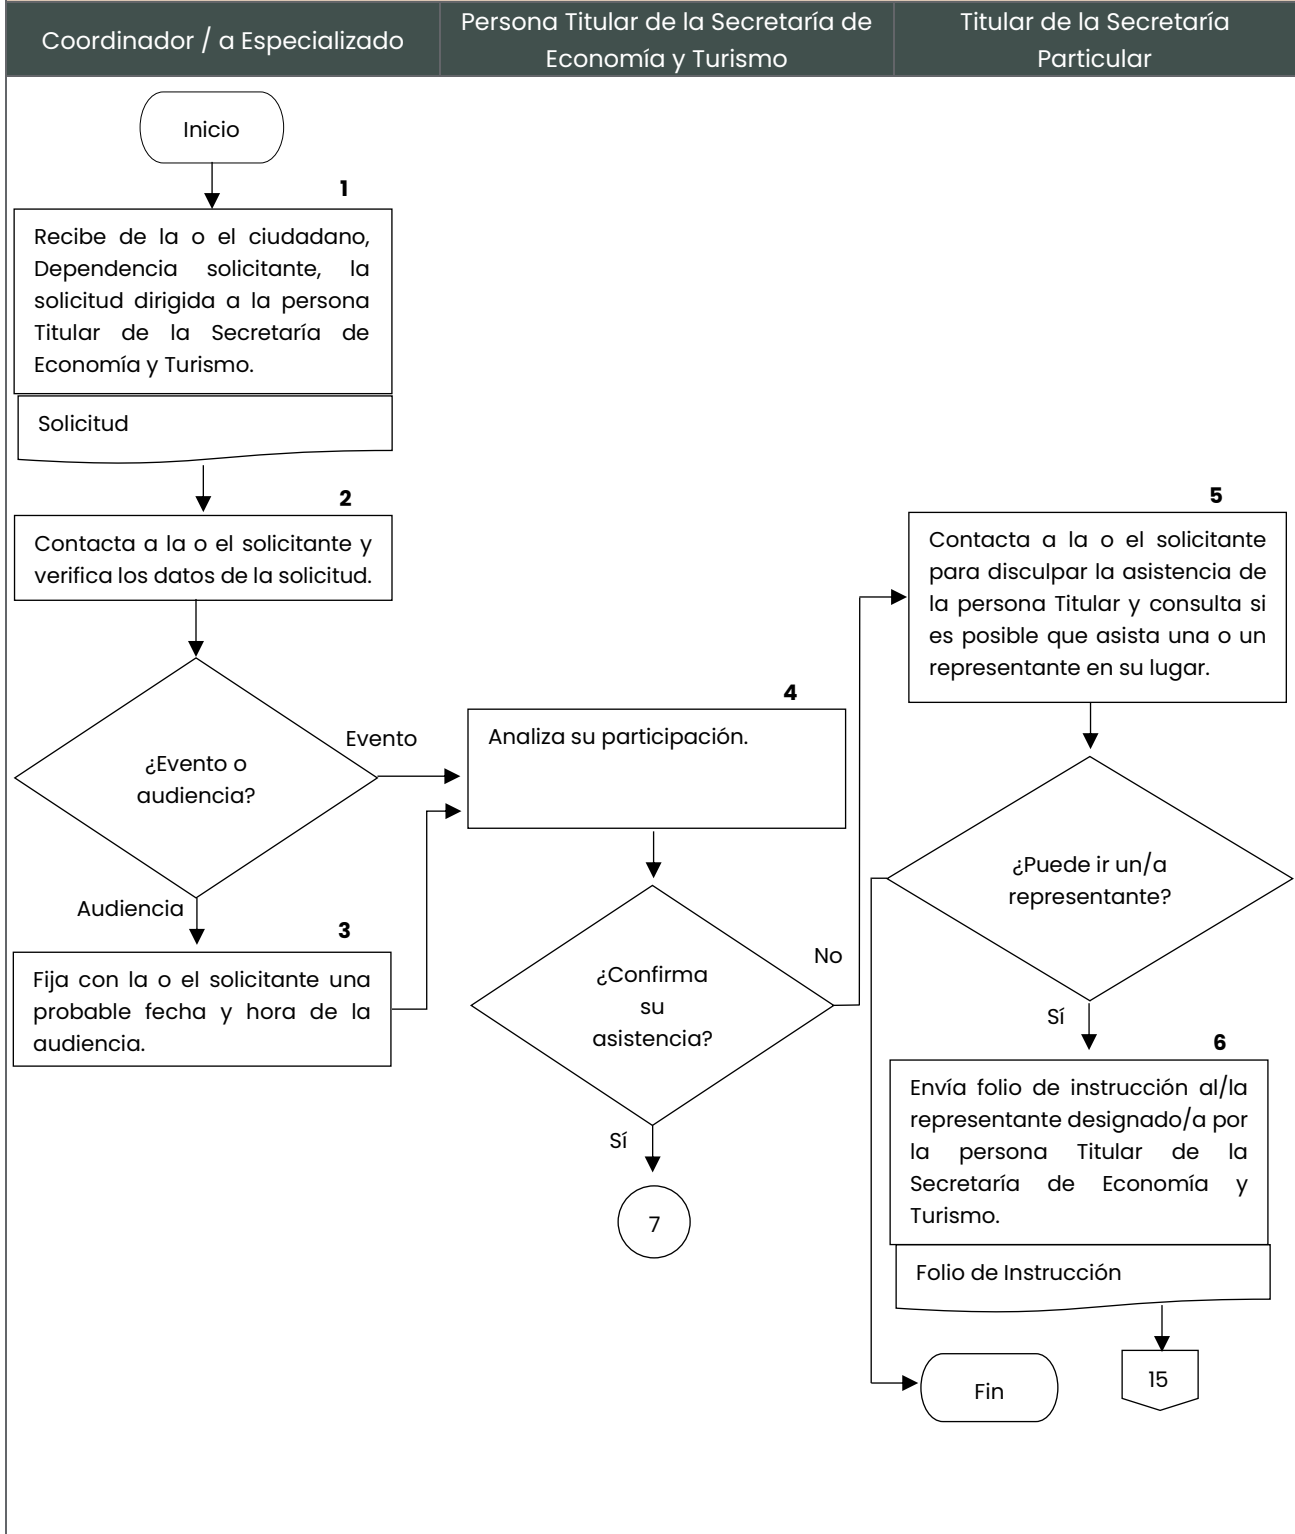 Coordinador / a Especializado
Persona Titular de la Secretaría de
Economía y Turismo
Titular de la Secretaría
Particular
Inicio
1
Recibe de la o el ciudadano,
Dependencia solicitante, la
solicitud dirigida a la persona
Titular de la Secretaría de
Economía y Turismo.
Solicitud
2
Contacta a la o el solicitante y
verifica los datos de la solicitud.
¿Evento o
audiencia?
Evento
Audiencia
3
Fija con la o el solicitante una
probable fecha y hora de la
audiencia.
4
Analiza su participación.
¿Confirma
su
asistencia?
No
Sí
7
5
Contacta a la o el solicitante
para disculpar la asistencia de
la persona Titular y consulta si
es posible que asista una o un
representante en su lugar.
¿Puede ir un/a
representante?
Sí
6
Envía folio de instrucción al/la
representante designado/a por
la persona Titular de la
Secretaría de Economía y
Turismo.
Folio de Instrucción
Fin
15